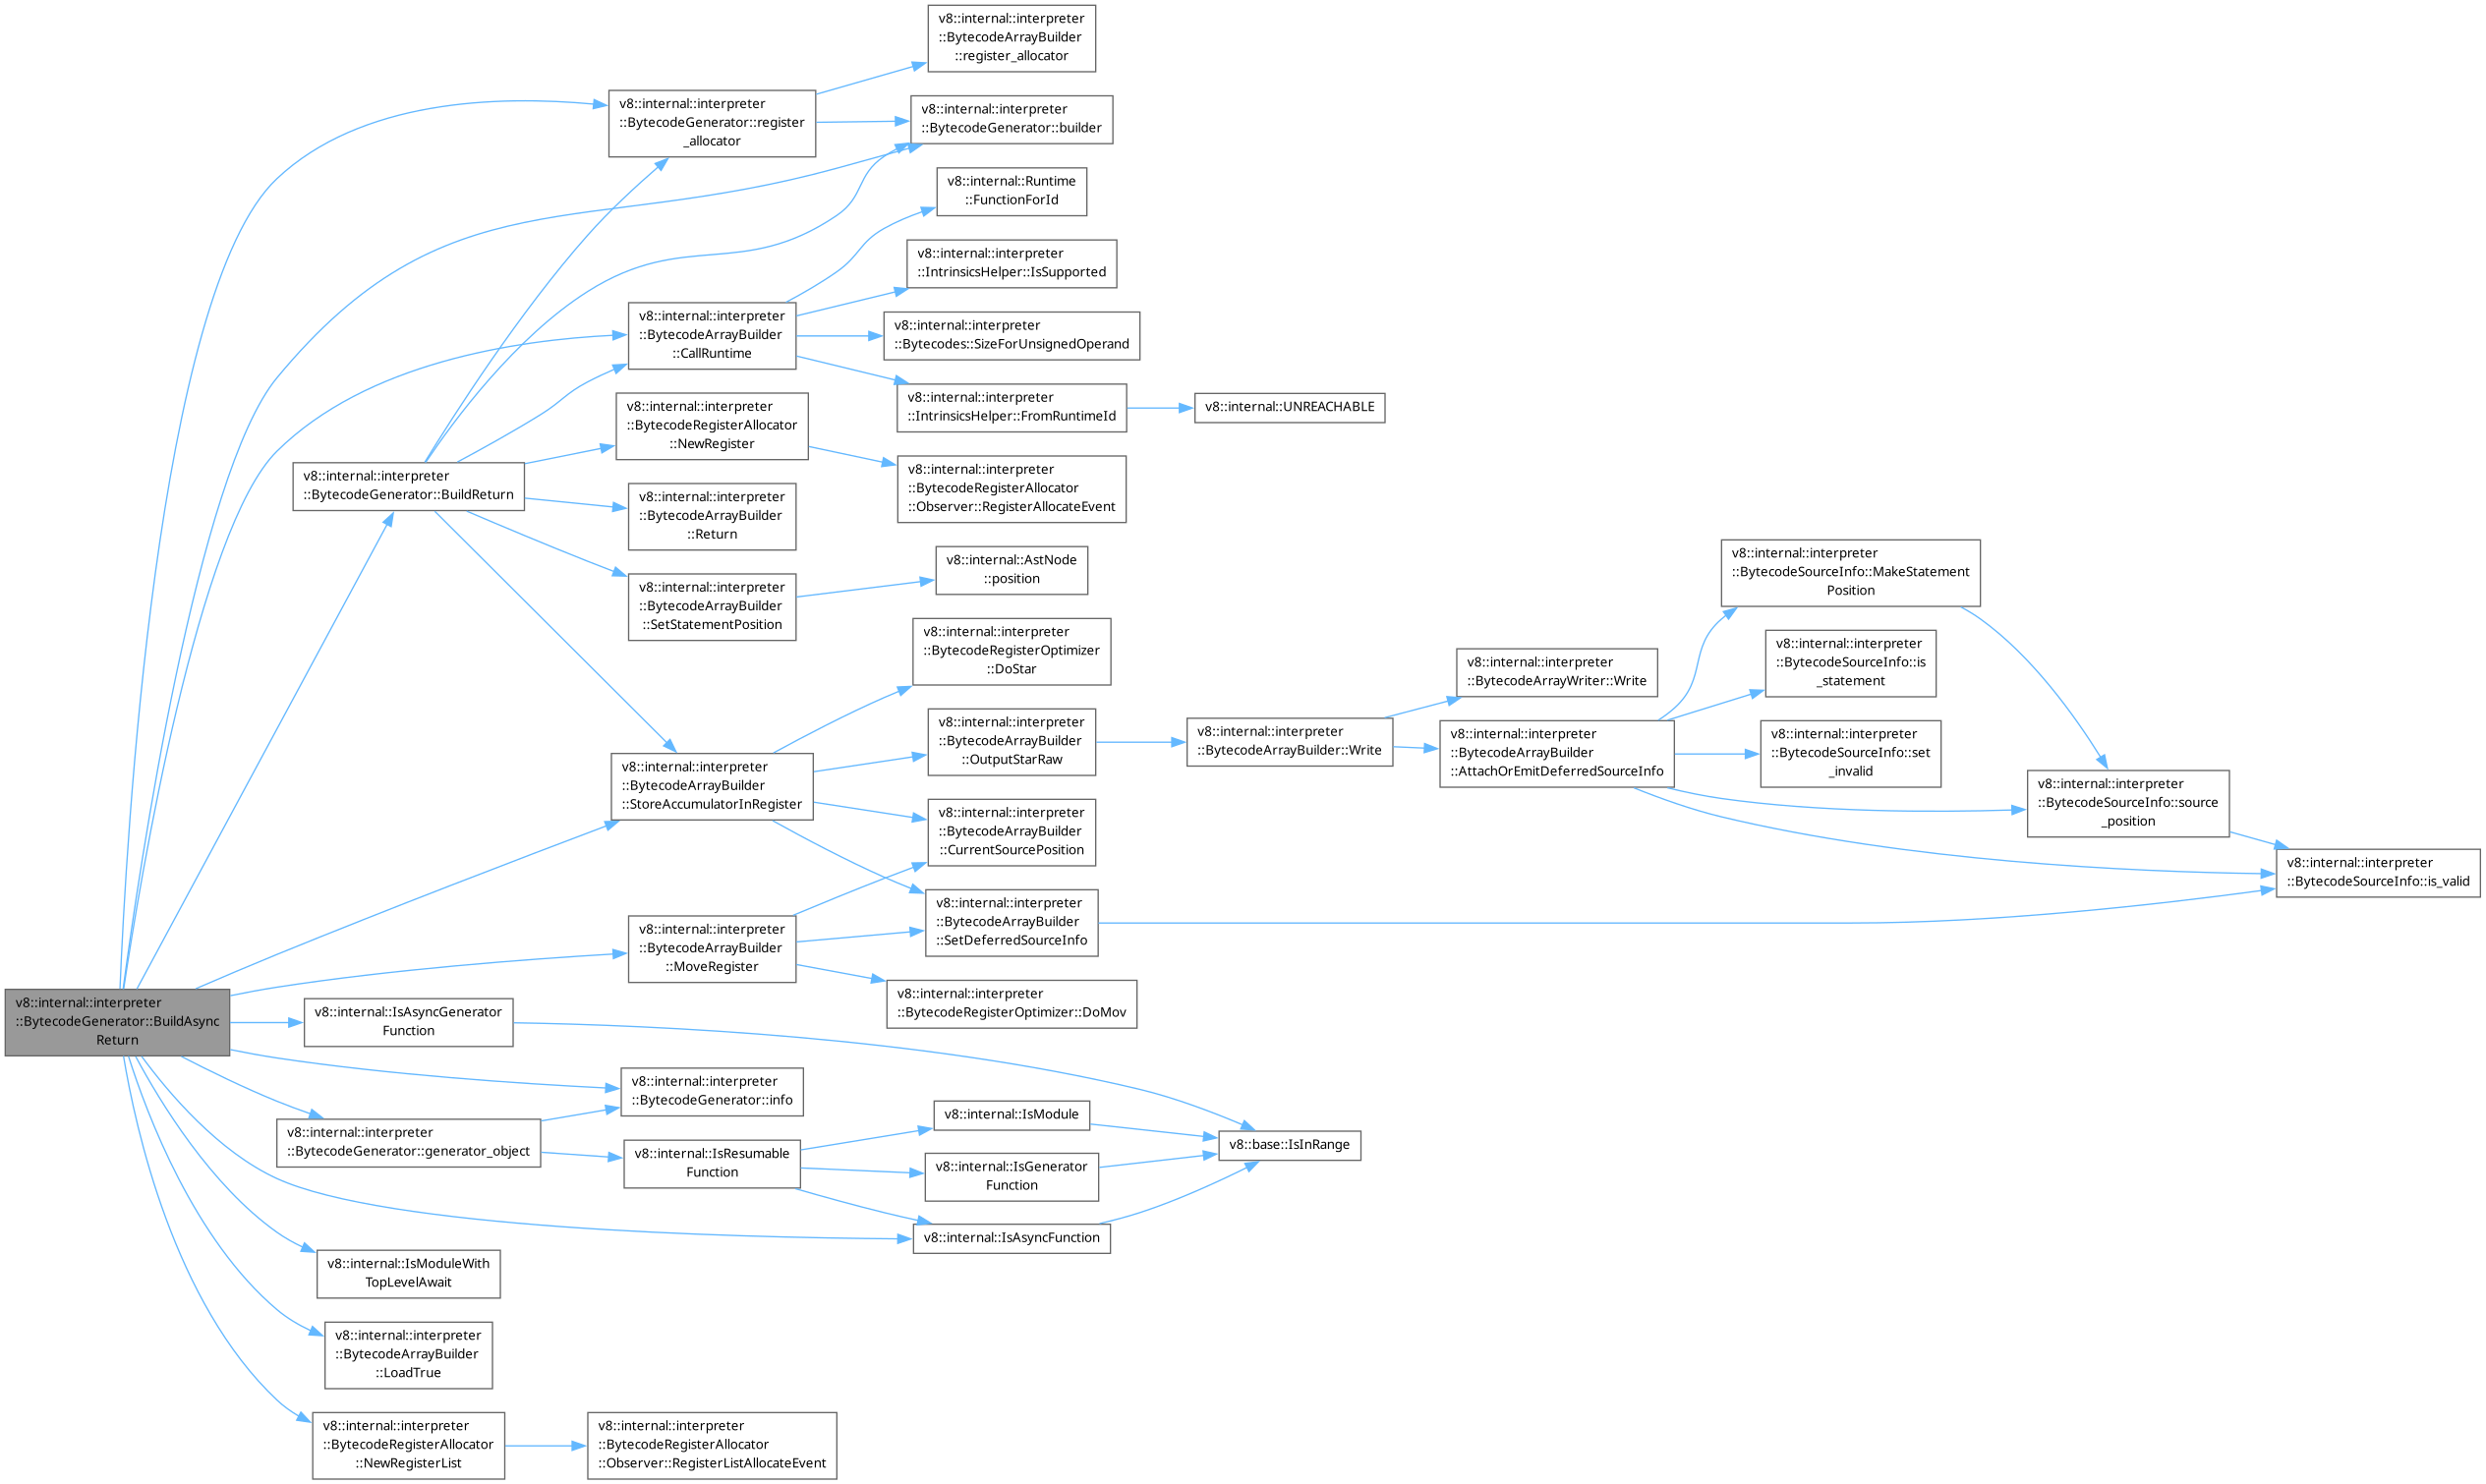 v8::internal::interpreter
::BytecodeArrayBuilder
::register_allocator
v8::internal::interpreter
::BytecodeGenerator::register
_allocator
v8::internal::interpreter
::BytecodeGenerator::builder
v8::internal::Runtime
::FunctionForId
v8::internal::interpreter
::IntrinsicsHelper::IsSupported
v8::internal::interpreter
::BytecodeArrayBuilder
::CallRuntime
v8::internal::interpreter
::Bytecodes::SizeForUnsignedOperand
v8::internal::interpreter
::IntrinsicsHelper::FromRuntimeId
v8::internal::UNREACHABLE
v8::internal::interpreter
::BytecodeRegisterAllocator
::NewRegister
v8::internal::interpreter
::BytecodeGenerator::BuildReturn
v8::internal::interpreter
::BytecodeRegisterAllocator
::Observer::RegisterAllocateEvent
v8::internal::interpreter
::BytecodeArrayBuilder
::Return
v8::internal::interpreter
::BytecodeArrayBuilder
::SetStatementPosition
v8::internal::AstNode
::position
v8::internal::interpreter
::BytecodeSourceInfo::MakeStatement
Position
v8::internal::interpreter
::BytecodeRegisterOptimizer
::DoStar
v8::internal::interpreter
::BytecodeArrayWriter::Write
v8::internal::interpreter
::BytecodeSourceInfo::is
_statement
v8::internal::interpreter
::BytecodeArrayBuilder
::StoreAccumulatorInRegister
v8::internal::interpreter
::BytecodeArrayBuilder
::OutputStarRaw
v8::internal::interpreter
::BytecodeArrayBuilder::Write
v8::internal::interpreter
::BytecodeArrayBuilder
::AttachOrEmitDeferredSourceInfo
v8::internal::interpreter
::BytecodeSourceInfo::set
_invalid
v8::internal::interpreter
::BytecodeSourceInfo::source
_position
v8::internal::interpreter
::BytecodeArrayBuilder
::CurrentSourcePosition
v8::internal::interpreter
::BytecodeSourceInfo::is_valid
v8::internal::interpreter
::BytecodeArrayBuilder
::SetDeferredSourceInfo
v8::internal::interpreter
::BytecodeArrayBuilder
::MoveRegister
v8::internal::interpreter
::BytecodeRegisterOptimizer::DoMov
v8::internal::interpreter
::BytecodeGenerator::BuildAsync
Return
v8::internal::IsAsyncGenerator
Function
v8::internal::interpreter
::BytecodeGenerator::info
v8::internal::interpreter
::BytecodeGenerator::generator_object
v8::internal::IsResumable
Function
v8::internal::IsModule
v8::internal::IsGenerator
Function
v8::base::IsInRange
v8::internal::IsAsyncFunction
v8::internal::IsModuleWith
TopLevelAwait
v8::internal::interpreter
::BytecodeArrayBuilder
::LoadTrue
v8::internal::interpreter
::BytecodeRegisterAllocator
::NewRegisterList
v8::internal::interpreter
::BytecodeRegisterAllocator
::Observer::RegisterListAllocateEvent